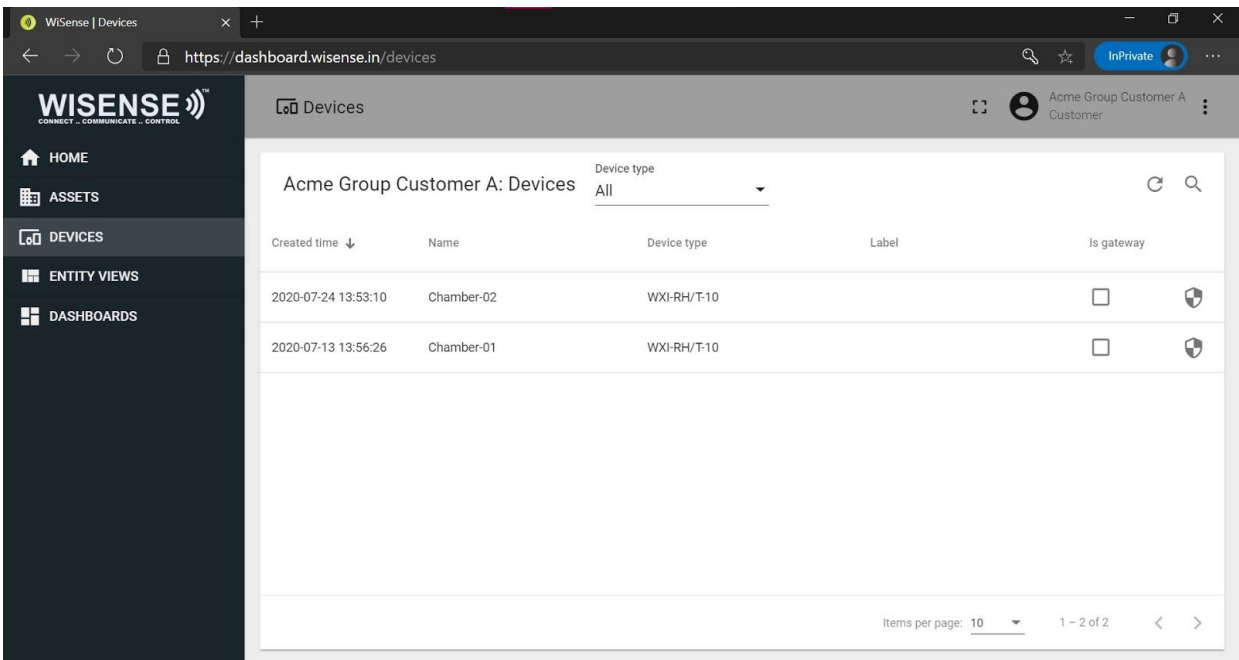 WiSense | Devices
https://dashboard.wisense.in/devices
InPrivate
WISENSE™
CONNECT .. COMMUNICATE .. CONTROL
Devices
Acme Group Customer A
Customer
HOME
ASSETS
DEVICES
ENTITY VIEWS
DASHBOARDS
Acme Group Customer A: Devices
Device type
All
Created time Name Device type Label Is gateway
2020-07-24 13:53:10 Chamber-02 WXI-RH/T-10
2020-07-13 13:56:26 Chamber-01 WXI-RH/T-10
Items per page: 10 1 – 2 of 2